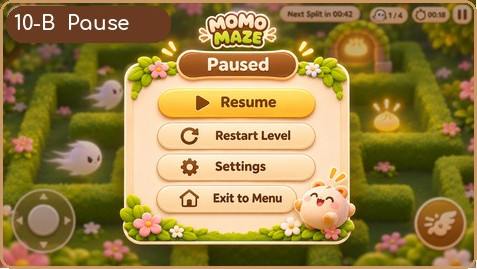 10-B Pause
MOMO
MAZE
Next Split in 00:42
1/4
00:18
Paused
Resume
Restart Level
Settings
Exit to Menu